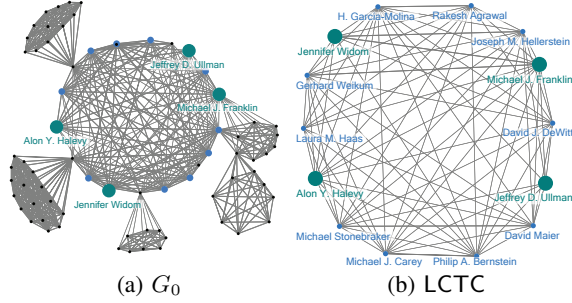 Jeffrey D. Ullman
Michael J. Franklin
Alon Y. Halevy
Jennifer Widom
(a) G₀
H. Garcia-Molina
Rakesh Agrawal
Jennifer Widom
Joseph M. Hellerstein
Michael J. Franklin
Gerhard Weikum
David J. DeWitt
Laura M. Haas
Alon Y. Halevy
Jeffrey D. Ullman
Michael Stonebraker
David Maier
Michael J. Carey
Philip A. Bernstein
(b) LCTC